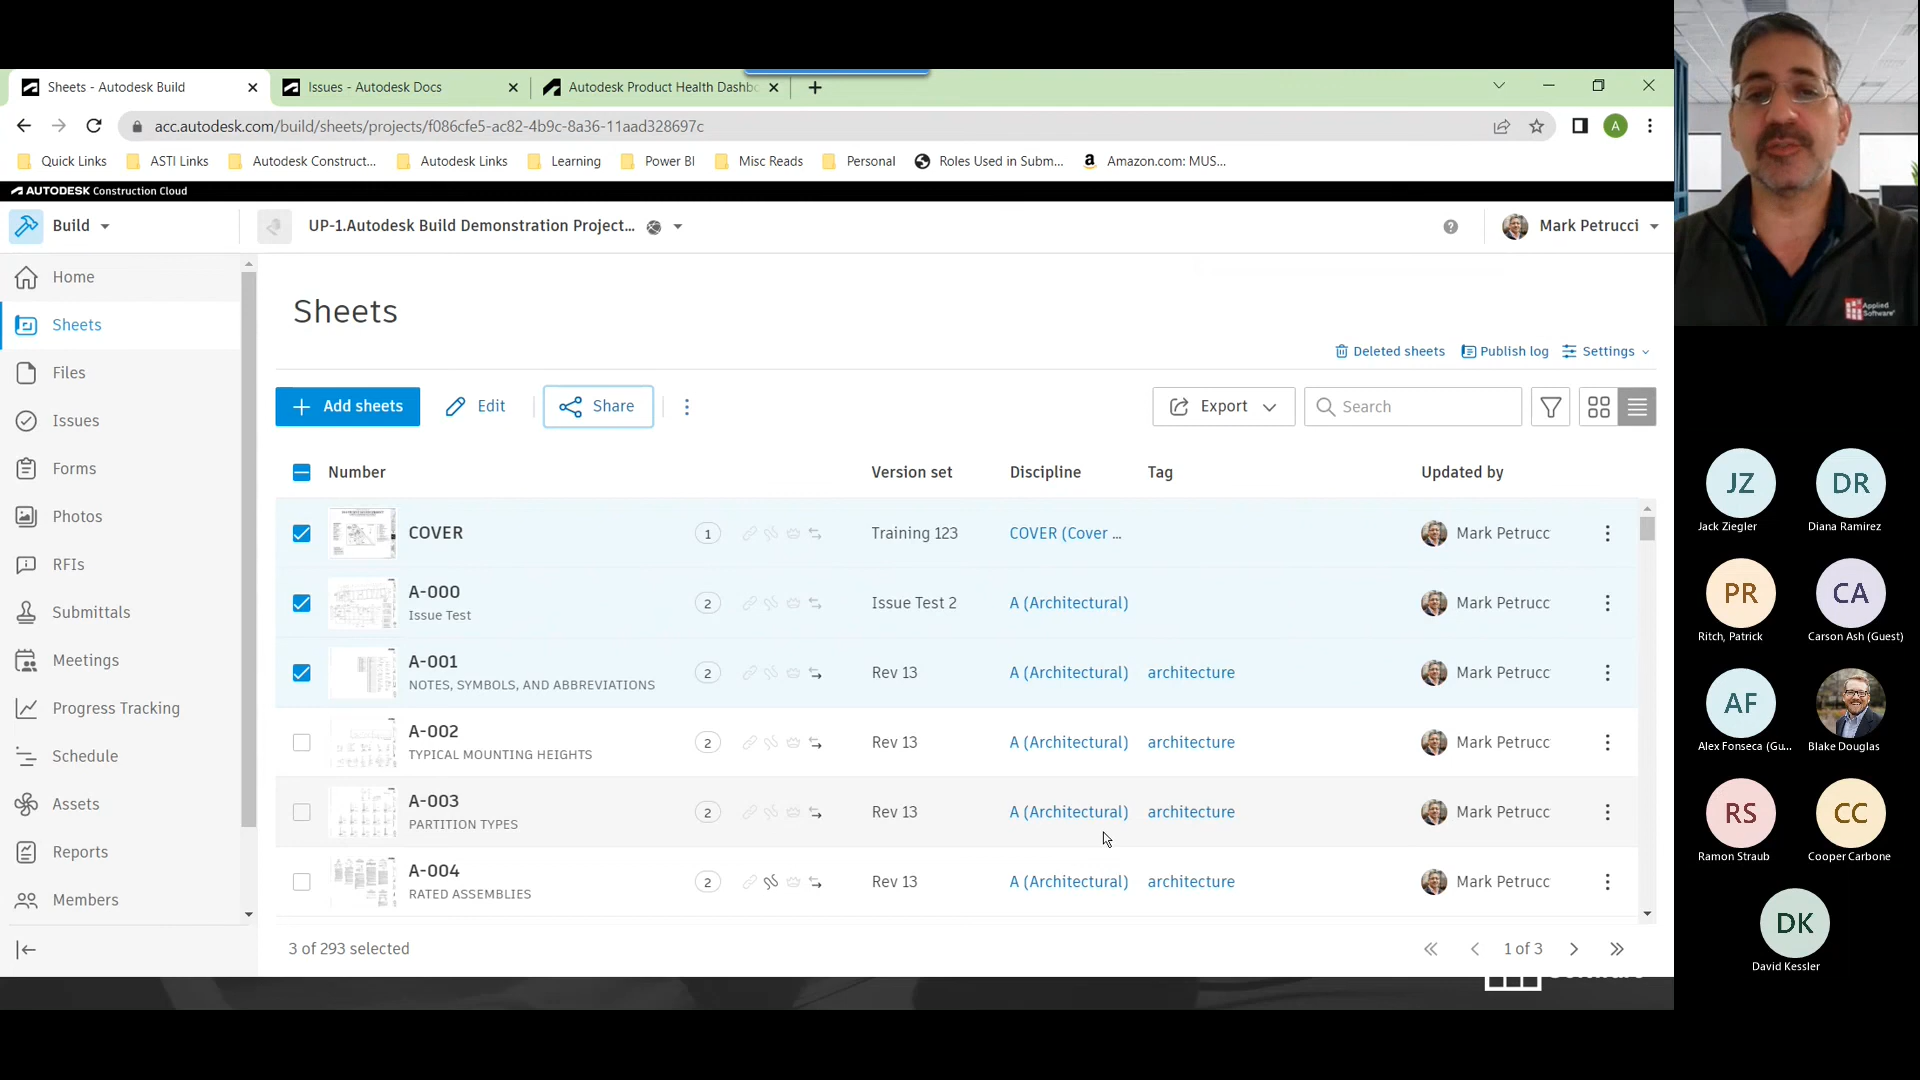 Sheets - Autodesk Build
Issues - Autodesk Docs
Autodesk Product Health Dashb
acc.autodesk.com/build/sheets/projects/f086cfe5-ac82-4b9c-8a36-11aad328697c
A
Quick Links
ASTI Links
Autodesk Construct...
Autodesk Links
Learning
Power BI
Misc Reads
Personal
Roles Used in Subm...
Amazon.com: MUS...
AUTODESK Construction Cloud
Build
UP-1.Autodesk Build Demonstration Project...
Mark Petrucci
Home
Sheets
Files
Issues
Forms
Photos
RFIs
Submittals
Meetings
Progress Tracking
Schedule
Assets
Reports
Members
Sheets
Deleted sheets
Publish log
Settings
Add sheets
Edit
Share
Export
Search
Number
Version set
Discipline
Tag
Updated by
COVER
1
Training 123
COVER (Cover ...
Mark Petrucc
A-000
Issue Test
2
Issue Test 2
A (Architectural)
Mark Petrucc
A-001
NOTES, SYMBOLS, AND ABBREVIATIONS
2
Rev 13
A (Architectural)
architecture
Mark Petrucc
A-002
TYPICAL MOUNTING HEIGHTS
2
Rev 13
A (Architectural)
architecture
Mark Petrucc
A-003
PARTITION TYPES
2
Rev 13
A (Architectural)
architecture
Mark Petrucc
A-004
RATED ASSEMBLIES
2
Rev 13
A (Architectural)
architecture
Mark Petrucc
3 of 293 selected
1 of 3
Applied
Software
JZ
Jack Ziegler
DR
Diana Ramirez
PR
Ritch, Patrick
CA
Carson Ash (Guest)
AF
Alex Fonseca (Gu...
Blake Douglas
RS
Ramon Straub
CC
Cooper Carbone
DK
David Kessler